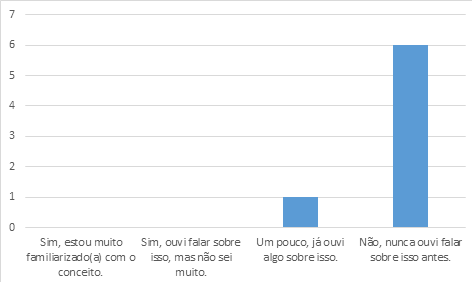 7
6
5
4
3
2
1
0
Sim, estou muito
familiarizado(a) com o
conceito.
Sim, ouvi falar sobre
isso, mas não sei
muito.
Um pouco, já ouvi
algo sobre isso.
Não, nunca ouvi falar
sobre isso antes.